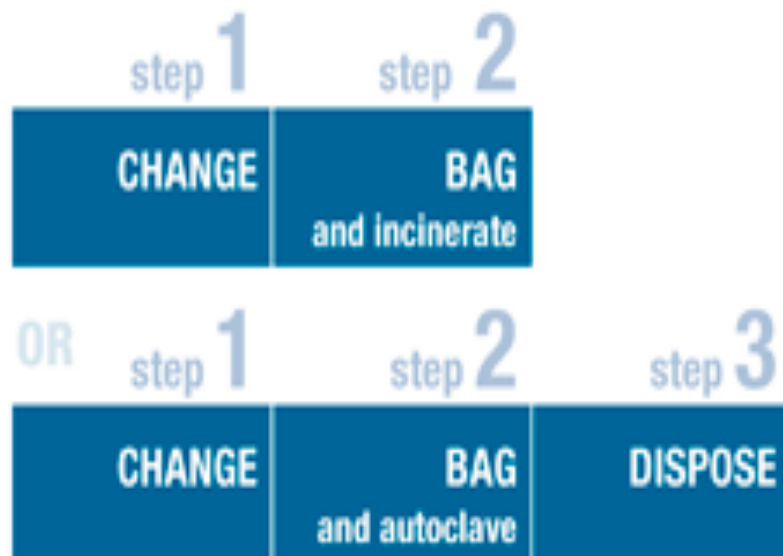 step 1 step 2
CHANGE BAG
and incinerate
OR step 1 step 2 step 3
CHANGE BAG DISPOSE
and autoclave